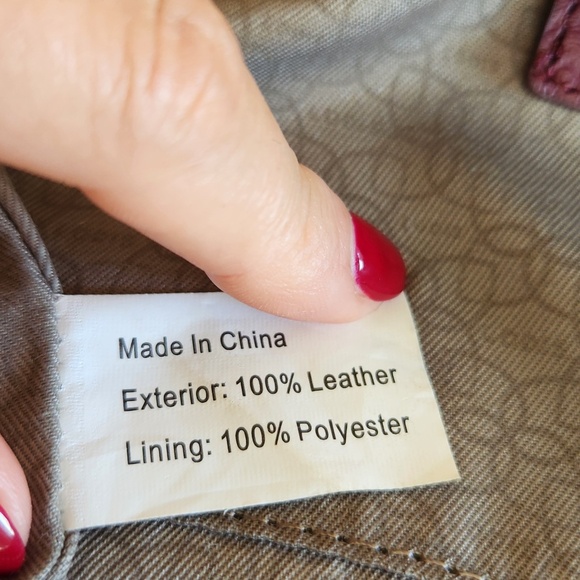 Made In China
Exterior: 100% Leather
Lining: 100% Polyester